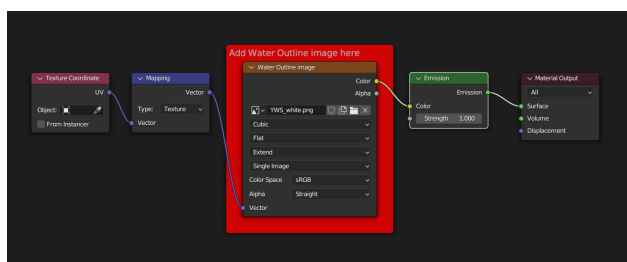 Add Water Outline image here
Texture Coordinate
UV
Object:
From Instancer
Mapping
Vector
Type: Texture
Vector
Water Outline image
Color
Alpha
YWS_white.png
Cubic
Flat
Extend
Single Image
Color Space sRGB
Alpha Straight
Vector
Emission
Emission
Color
Strength 1.000
Material Output
All
Surface
Volume
Displacement